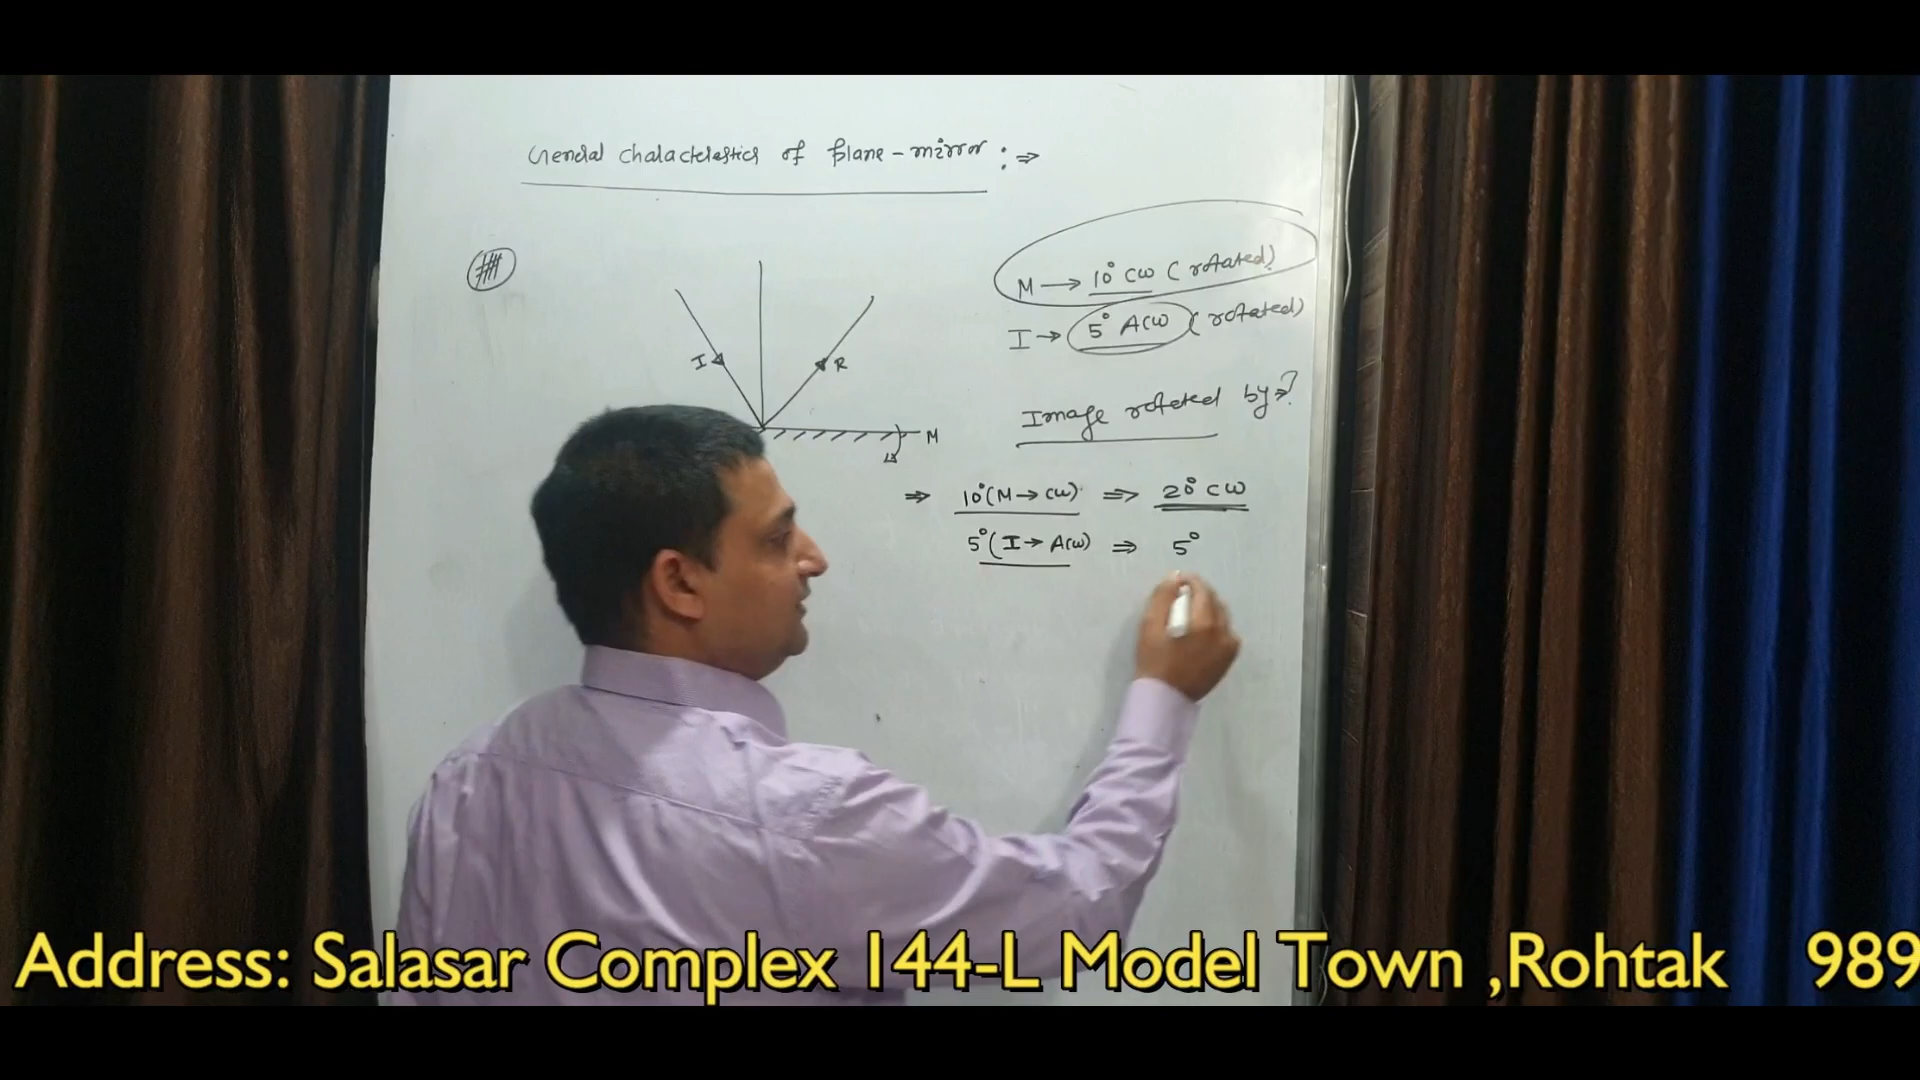 General characterestics of plane-mirror :⇒
M → 10° CW (rotated)
I → 5° ACW (rotated)
I R
Image rotated by ⇒?
M
⇒ 10°(M → CW) ⇒ 20° CW
5°(I → ACW) ⇒ 5°
Address: Salasar Complex 144-L Model Town ,Rohtak 989